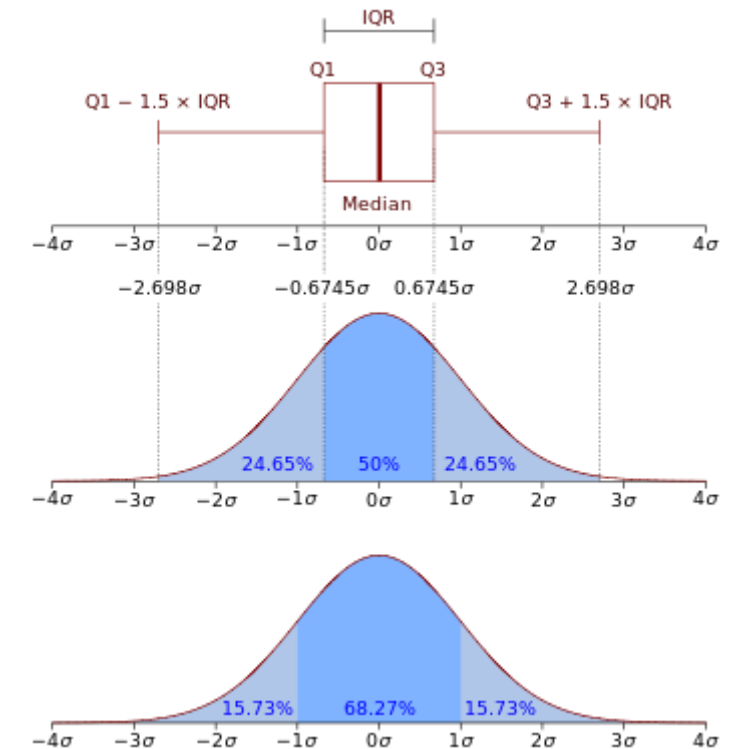 IQR
Q1 Q3
Q1 − 1.5 × IQR Q3 + 1.5 × IQR
Median
−4σ −3σ −2σ −1σ 0σ 1σ 2σ 3σ 4σ
−2.698σ −0.6745σ 0.6745σ 2.698σ
24.65% 50% 24.65%
−4σ −3σ −2σ −1σ 0σ 1σ 2σ 3σ 4σ
15.73% 68.27% 15.73%
−4σ −3σ −2σ −1σ 0σ 1σ 2σ 3σ 4σ